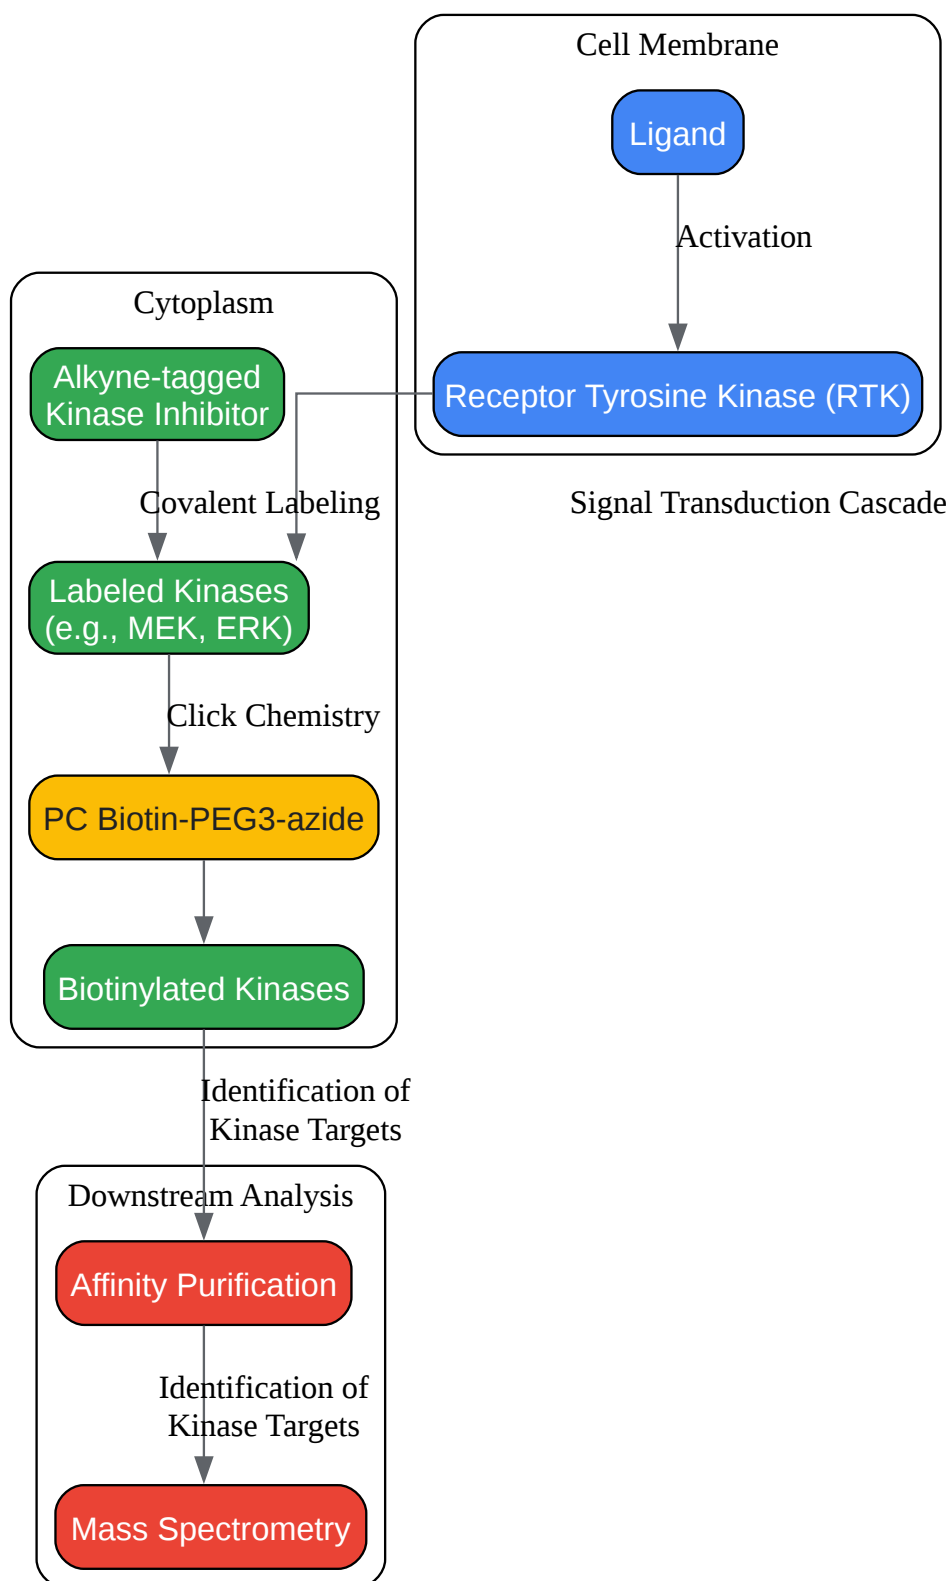 Cell Membrane
Ligand
Activation
Cytoplasm
Alkyne-tagged
Kinase Inhibitor
Receptor Tyrosine Kinase (RTK)
Covalent Labeling
Signal Transduction Cascade
Labeled Kinases
(e.g., MEK, ERK)
Click Chemistry
PC Biotin-PEG3-azide
Biotinylated Kinases
Identification of
Kinase Targets
Downstream Analysis
Affinity Purification
Identification of
Kinase Targets
Mass Spectrometry